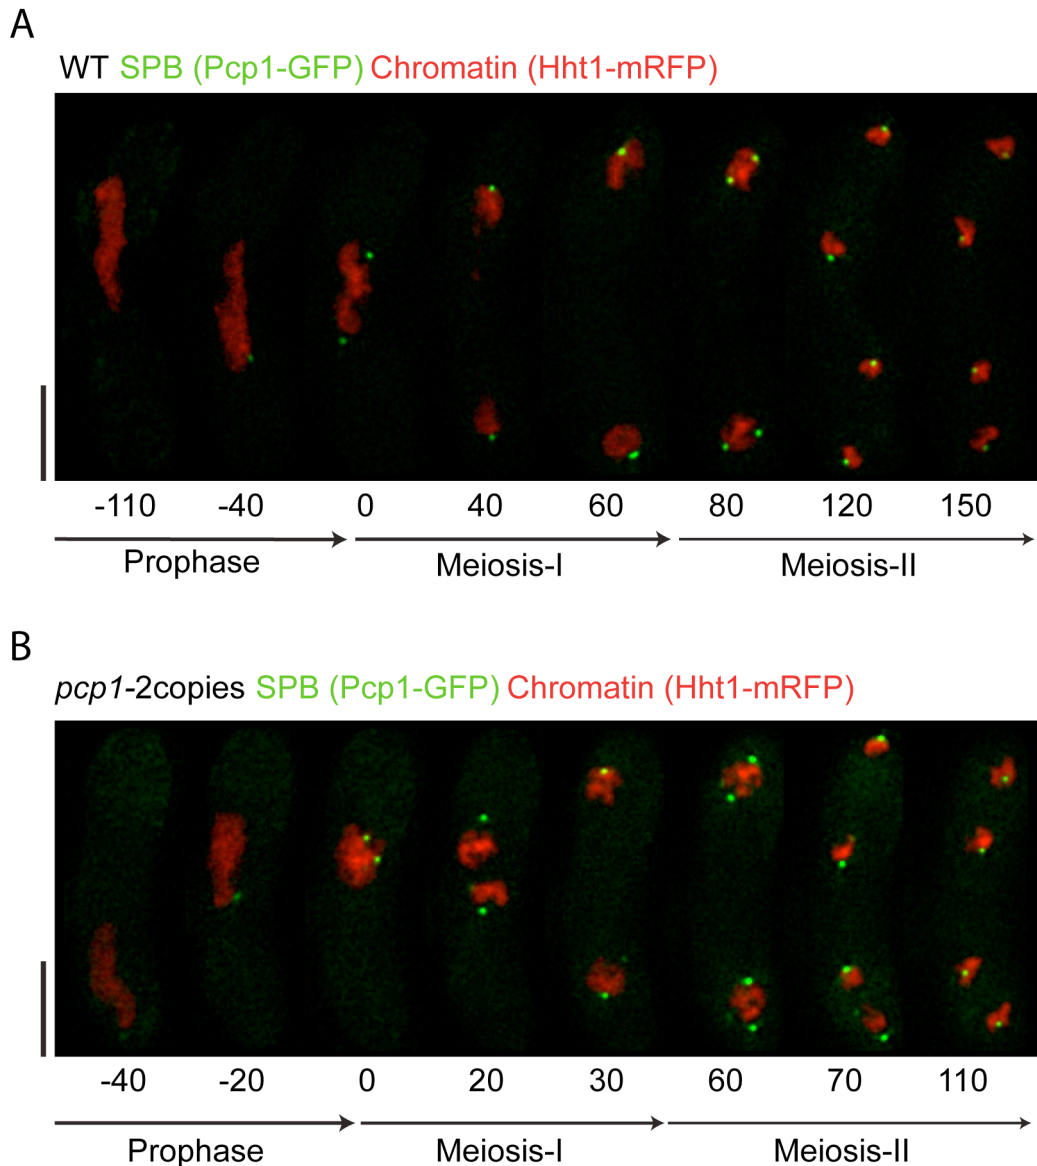 A
WT SPB (Pcp1-GFP) Chromatin (Hht1-mRFP)
-110 -40 0 40 60 80 120 150
Prophase Meiosis-I Meiosis-II
B
pcp1-2copies SPB (Pcp1-GFP) Chromatin (Hht1-mRFP)
-40 -20 0 20 30 60 70 110
Prophase Meiosis-I Meiosis-II